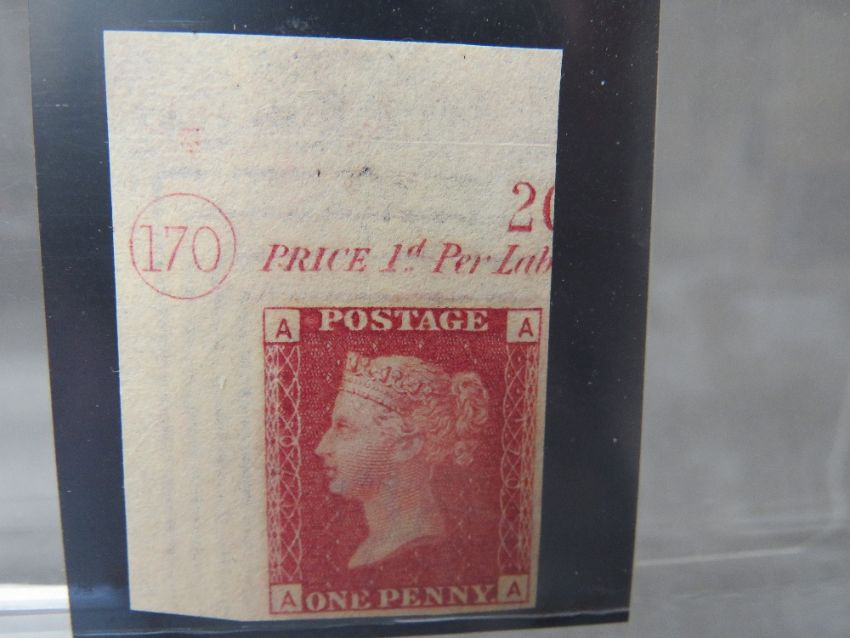 20
170 PRICE 1d. Per Lab
A POSTAGE A
A ONE PENNY. A